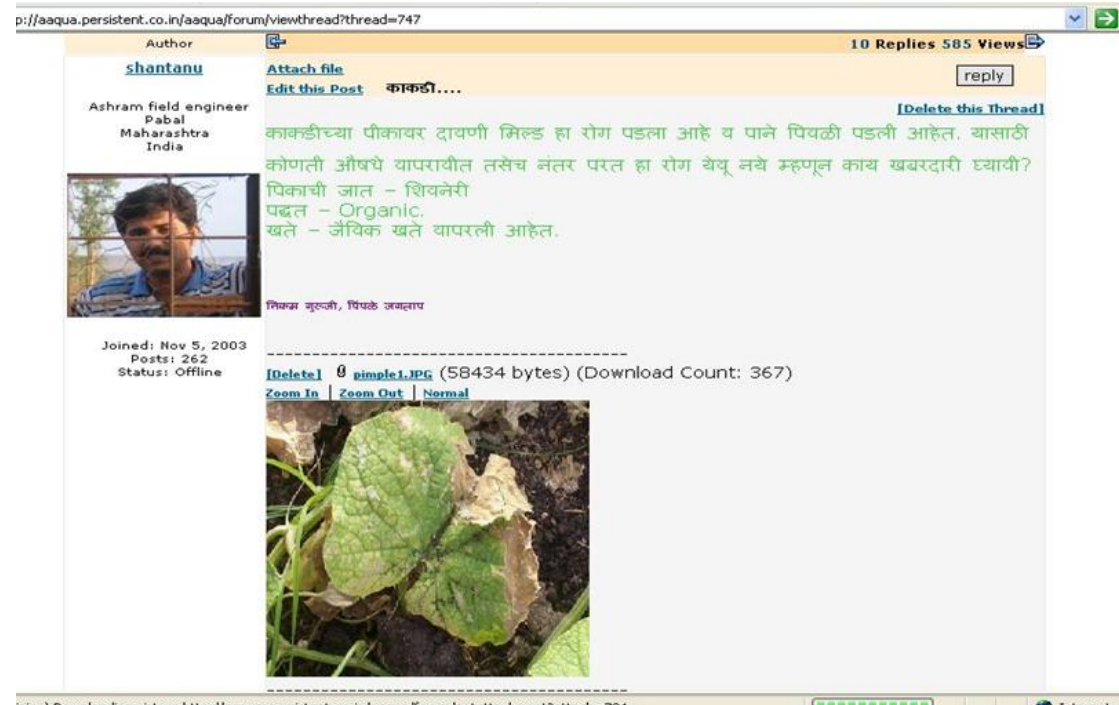 p://aaqua.persistent.co.in/aaqua/forum/viewthread?thread=747
Author
10 Replies 585 Views
shantanu
Attach file
reply
Edit this Post काकडी....
Ashram field engineer
Pabal
Maharashtra
India
[Delete this Thread]
काकडीच्या पीकावर दावणी मिल्ड हा रोग पडला आहे व पाने पिवळी पडली आहेत. यासाठी
कोणती औषधे वापरावीत तसेच नंतर परत हा रोग येवू नये म्हणून काय खबरदारी घ्यावी?
पिकाची जात – शिवनेरी
पद्धत – Organic.
खते – जैविक खते वापरली आहेत.
निकम गुरुजी, पिंपळे जगताप
Joined: Nov 5, 2003
Posts: 262
Status: Offline
----------------------------------------
[Delete] pimple1.JPG (58434 bytes) (Download Count: 367)
Zoom In | Zoom Out | Normal
----------------------------------------